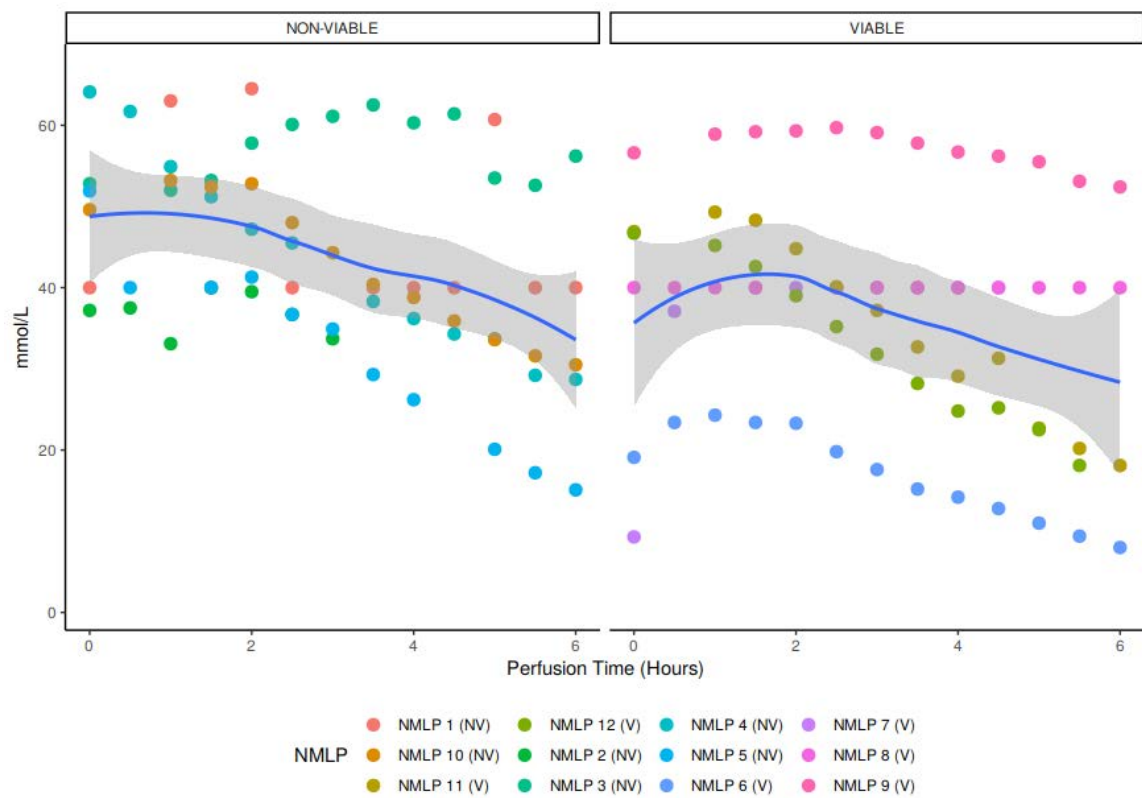 NON-VIABLE VIABLE
60
40
20
0
mmol/L
0 2 4 6 0 2 4 6
Perfusion Time (Hours)
NMLP
NMLP 1 (NV) NMLP 12 (V) NMLP 4 (NV) NMLP 7 (V)
NMLP 10 (NV) NMLP 2 (NV) NMLP 5 (NV) NMLP 8 (V)
NMLP 11 (V) NMLP 3 (NV) NMLP 6 (V) NMLP 9 (V)